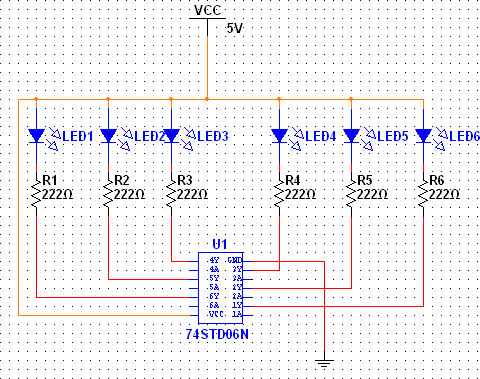 VCC
5V
LED1 LED2 LED3 LED4 LED5 LED6
R1 R2 R3 R4 R5 R6
222Ω 222Ω 222Ω 222Ω 222Ω 222Ω
U1
4Y GND
4A 3Y
5Y 3A
5A 2Y
6Y 2A
6A 1Y
VCC 1A
74STD06N